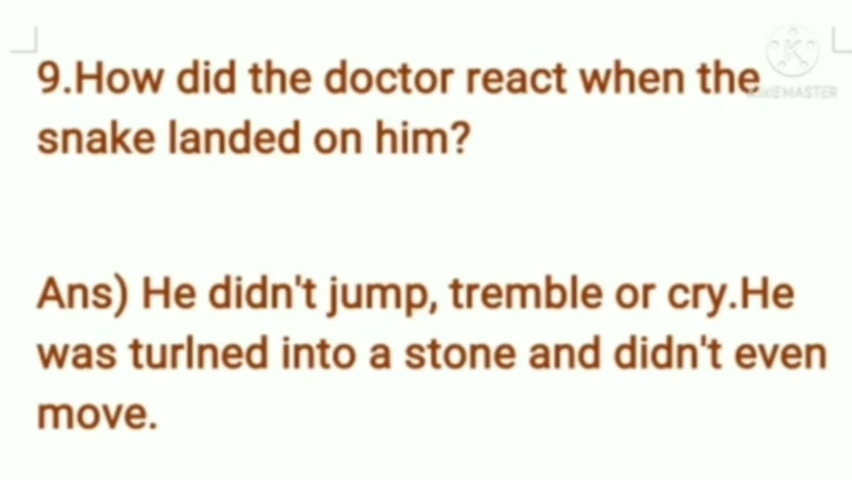 9.How did the doctor react when the
snake landed on him?
Ans) He didn't jump, tremble or cry.He
was turlned into a stone and didn't even
move.
KINEMASTER